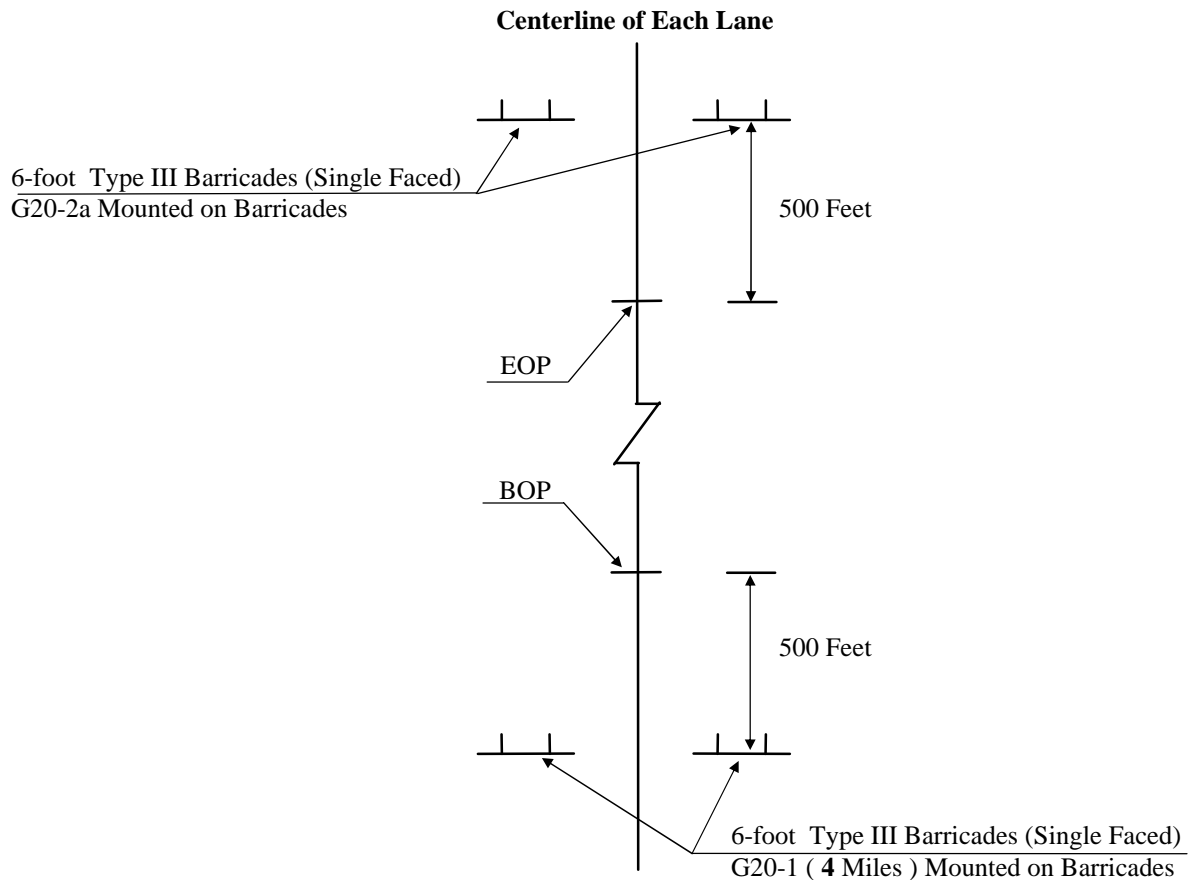 Centerline of Each Lane
6-foot  Type III Barricades (Single Faced)
G20-2a Mounted on Barricades
500 Feet
EOP
BOP
500 Feet
6-foot  Type III Barricades (Single Faced)
G20-1 ( 4 Miles ) Mounted on Barricades